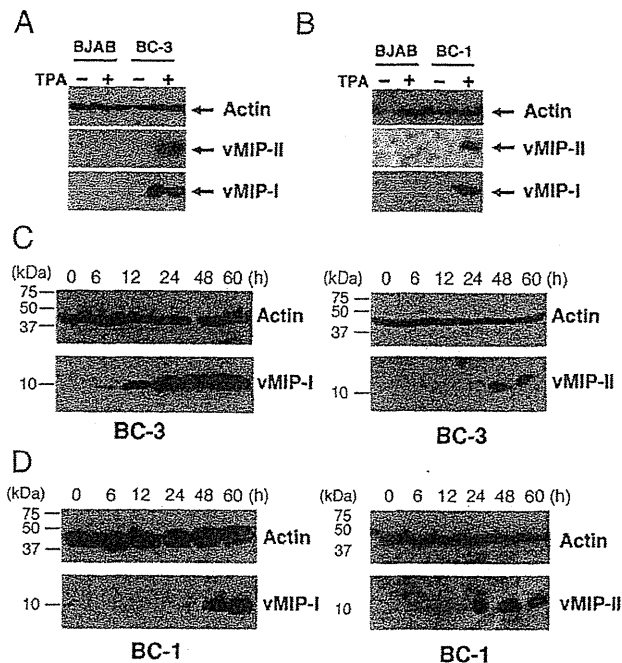 A
BJAB BC-3
TPA − + − +
Actin
vMIP-II
vMIP-I
B
BJAB BC-1
TPA − + − +
Actin
vMIP-II
vMIP-I
C
(kDa) 0 6 12 24 48 60 (h)
75
50
37
Actin
10
vMIP-I
BC-3
(kDa) 0 6 12 24 48 60 (h)
75
50
37
Actin
10
vMIP-II
BC-3
D
(kDa) 0 6 12 24 48 60 (h)
75
50
37
Actin
10
vMIP-I
BC-1
(kDa) 0 6 12 24 48 60 (h)
75
50
37
Actin
10
vMIP-II
BC-1